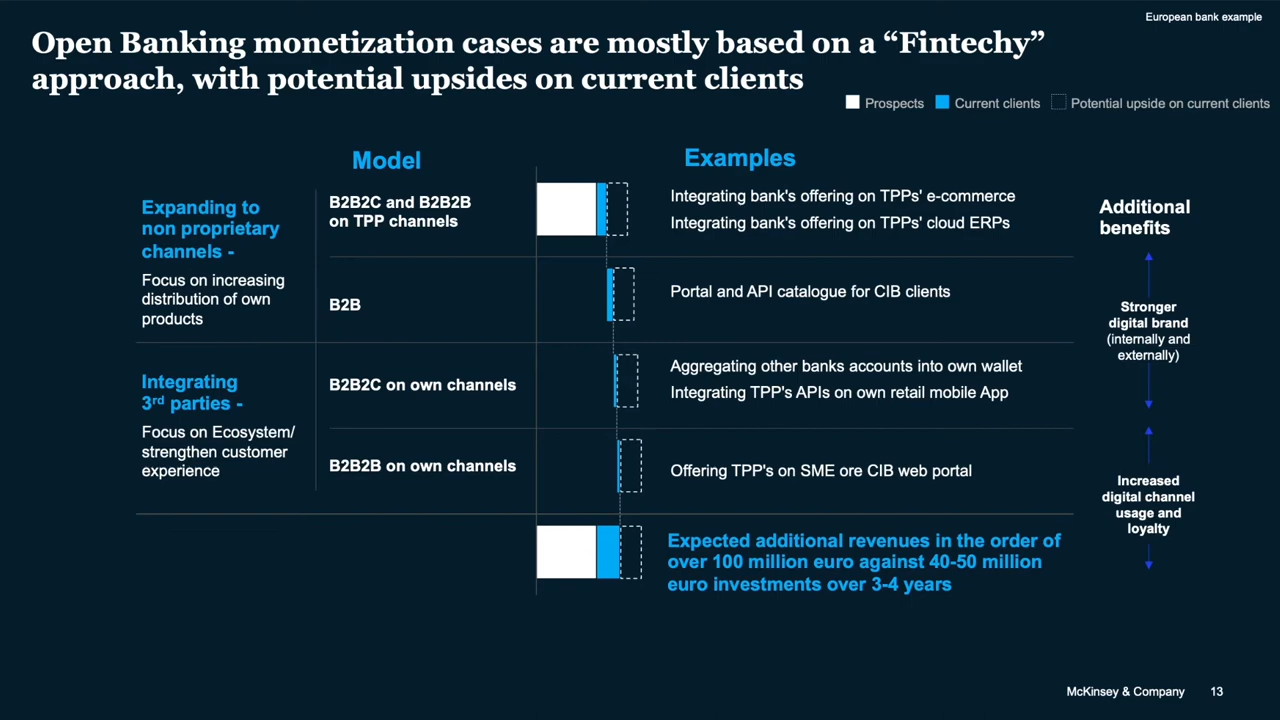 European bank example
Open Banking monetization cases are mostly based on a “Fintechy”
approach, with potential upsides on current clients
Prospects
Current clients
Potential upside on current clients
Model
Examples
Additional
benefits
Expanding to
non proprietary
channels -
Focus on increasing
distribution of own
products
B2B2C and B2B2B
on TPP channels
Integrating bank's offering on TPPs' e-commerce
Integrating bank's offering on TPPs' cloud ERPs
B2B
Portal and API catalogue for CIB clients
Stronger
digital brand
(internally and
externally)
Integrating
3rd parties -
Focus on Ecosystem/
strengthen customer
experience
B2B2C on own channels
Aggregating other banks accounts into own wallet
Integrating TPP's APIs on own retail mobile App
B2B2B on own channels
Offering TPP's on SME ore CIB web portal
Increased
digital channel
usage and
loyalty
Expected additional revenues in the order of
over 100 million euro against 40-50 million
euro investments over 3-4 years
McKinsey & Company
13